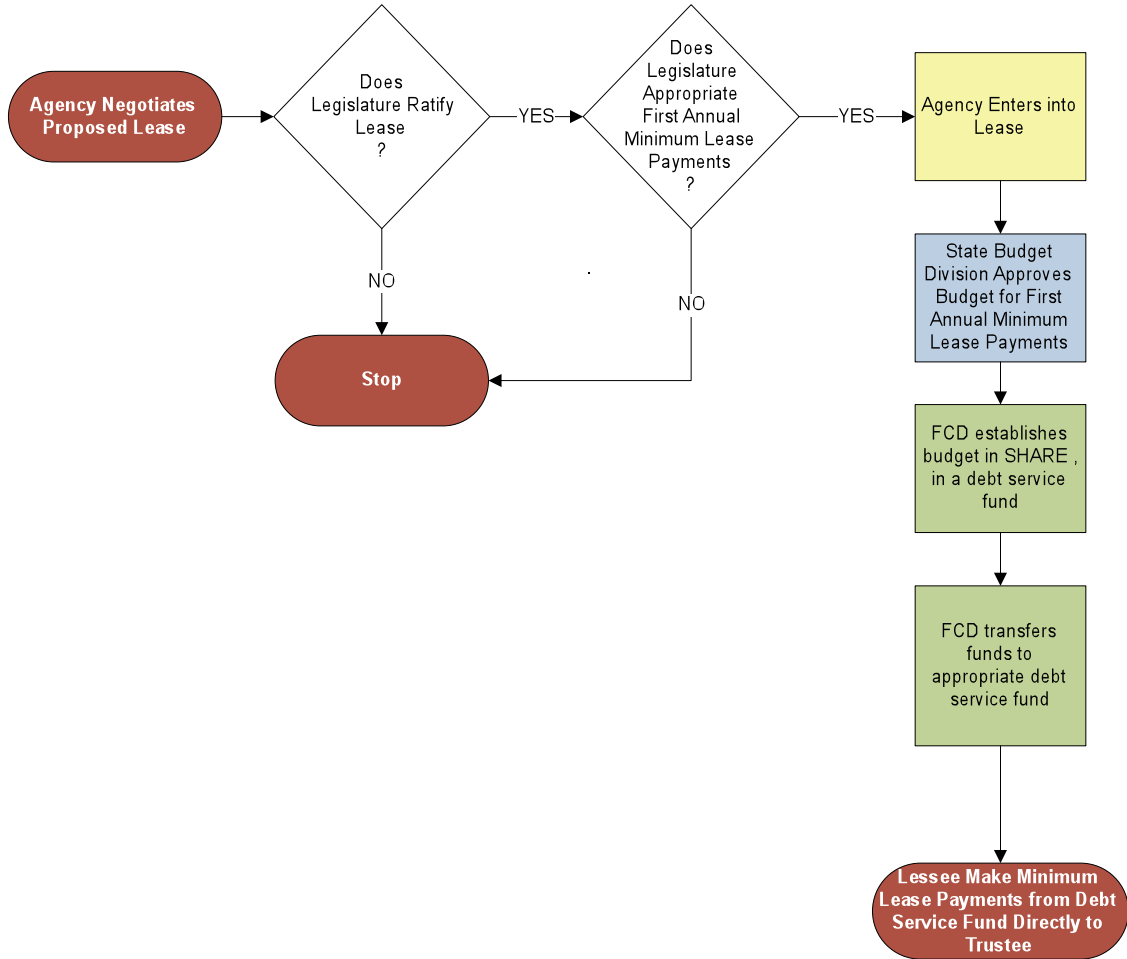 Agency Negotiates
Proposed Lease
Does
Legislature Ratify
Lease
?
YES
Does
Legislature
Appropriate
First Annual
Minimum Lease
Payments
?
YES
Agency Enters into
Lease
NO
NO
Stop
State Budget
Division Approves
Budget for First
Annual Minimum
Lease Payments
FCD establishes
budget in SHARE ,
in a debt service
fund
FCD transfers
funds to
appropriate debt
service fund
Lessee Make Minimum
Lease Payments from Debt
Service Fund Directly to
Trustee